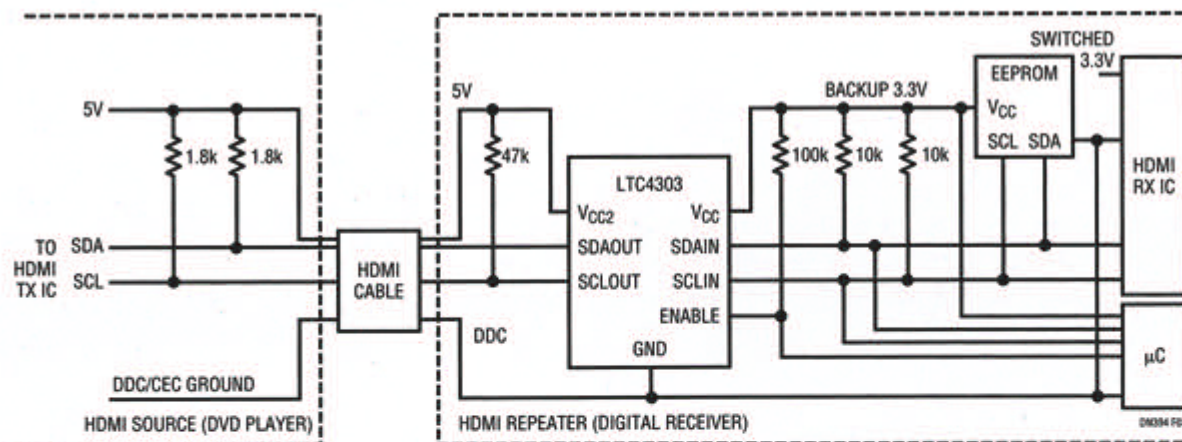 SWITCHED
3.3V
EEPROM
5V
5V
BACKUP 3.3V
VCC
SCL SDA
1.8k
1.8k
47k
100k
10k
10k
HDMI
RX IC
LTC4303
VCC2
VCC
TO
HDMI
TX IC
SDA
SCL
HDMI
CABLE
SDAOUT
SDAIN
SCLOUT
SCLIN
ENABLE
GND
DDC
μC
DDC/CEC GROUND
HDMI SOURCE (DVD PLAYER)
HDMI REPEATER (DIGITAL RECEIVER)